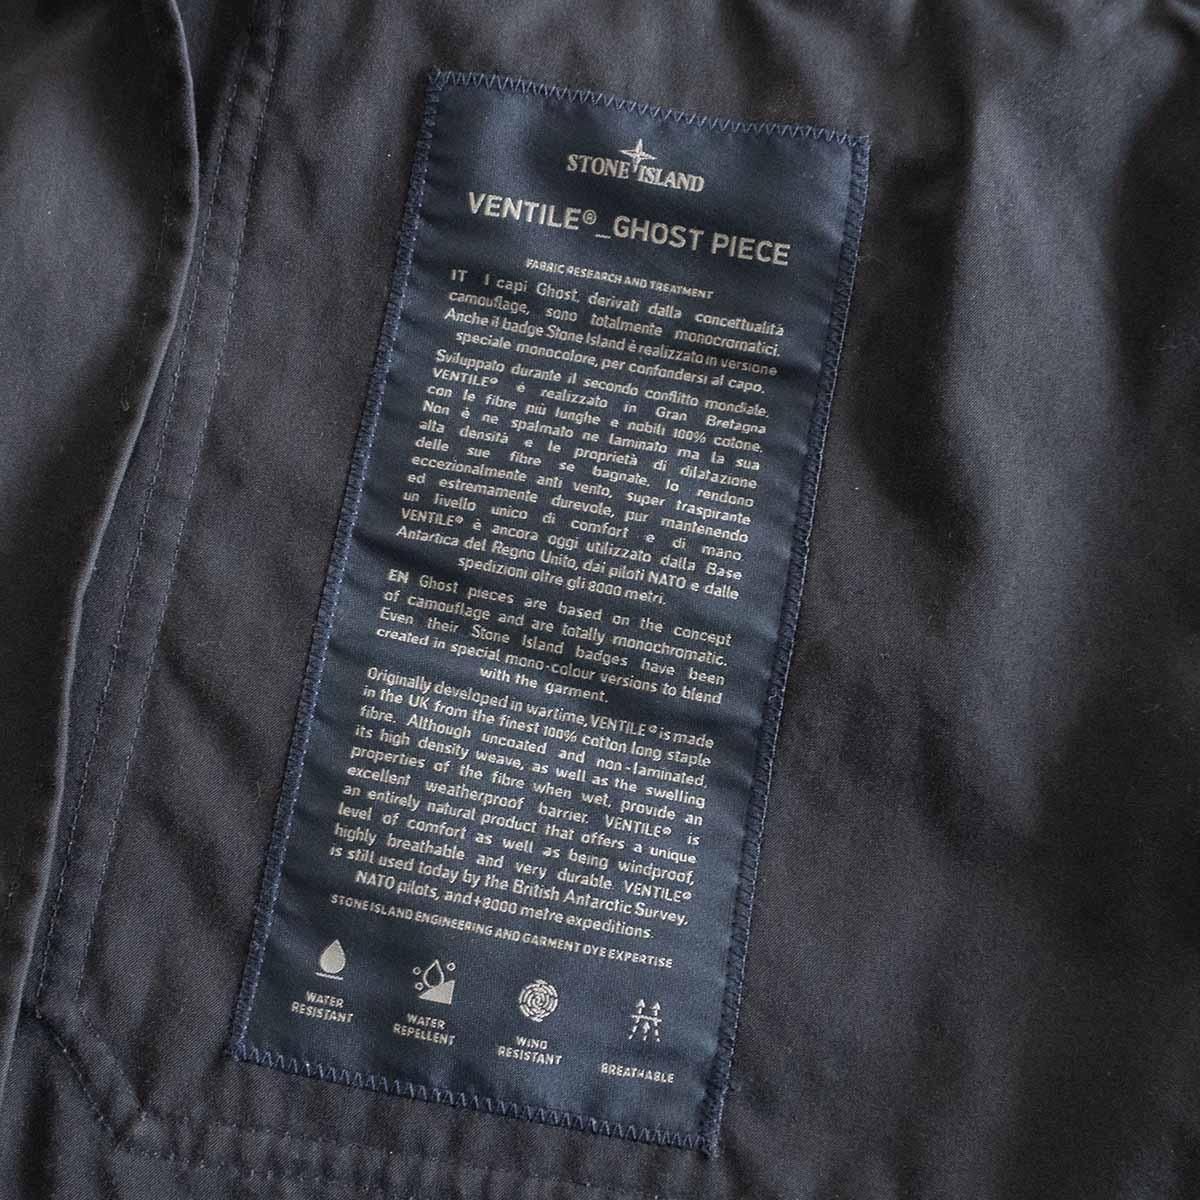 STONE ISLAND
VENTILE®_GHOST PIECE
FABRIC RESEARCH AND TREATMENT
IT I capi Ghost, derivati dalla concettualità
camouflage, sono totalmente monocromatici.
Anche il badge Stone Island è realizzato in versione
speciale monocolore, per confondersi al capo.
Sviluppato durante il secondo conflitto mondiale,
VENTILE® è realizzato in Gran Bretagna
con le fibre più lunghe e nobili 100% cotone.
Non è ne spalmato ne laminato ma la sua
alta densità e le proprietà di dilatazione
delle sue fibre se bagnate, lo rendono
eccezionalmente anti vento, super traspirante
ed estremamente durevole, pur mantenendo
un livello unico di comfort e di mano
VENTILE® è ancora oggi utilizzato dalla Base
Antartica del Regno Unito, dai piloti NATO e dalle
spedizioni oltre gli 8000 metri.
EN Ghost pieces are based on the concept
of camouflage and are totally monochromatic.
Even their Stone Island badges have been
created in special mono-colour versions to blend
with the garment.
Originally developed in wartime, VENTILE® is made
in the UK from the finest 100% cotton long staple
fibre. Although uncoated and non-laminated
its high density weave, as well as the swelling
properties of the fibre when wet, provide an
excellent weatherproof barrier. VENTILE® is
an entirely natural product that offers a unique
level of comfort as well as being windproof,
highly breathable and very durable. VENTILE®
is still used today by the British Antarctic Survey,
NATO pilots, and +8000 metre expeditions.
STONE ISLAND ENGINEERING AND GARMENT DYE EXPERTISE
WATER
RESISTANT
WATER
REPELLENT
WIND
RESISTANT
BREATHABLE